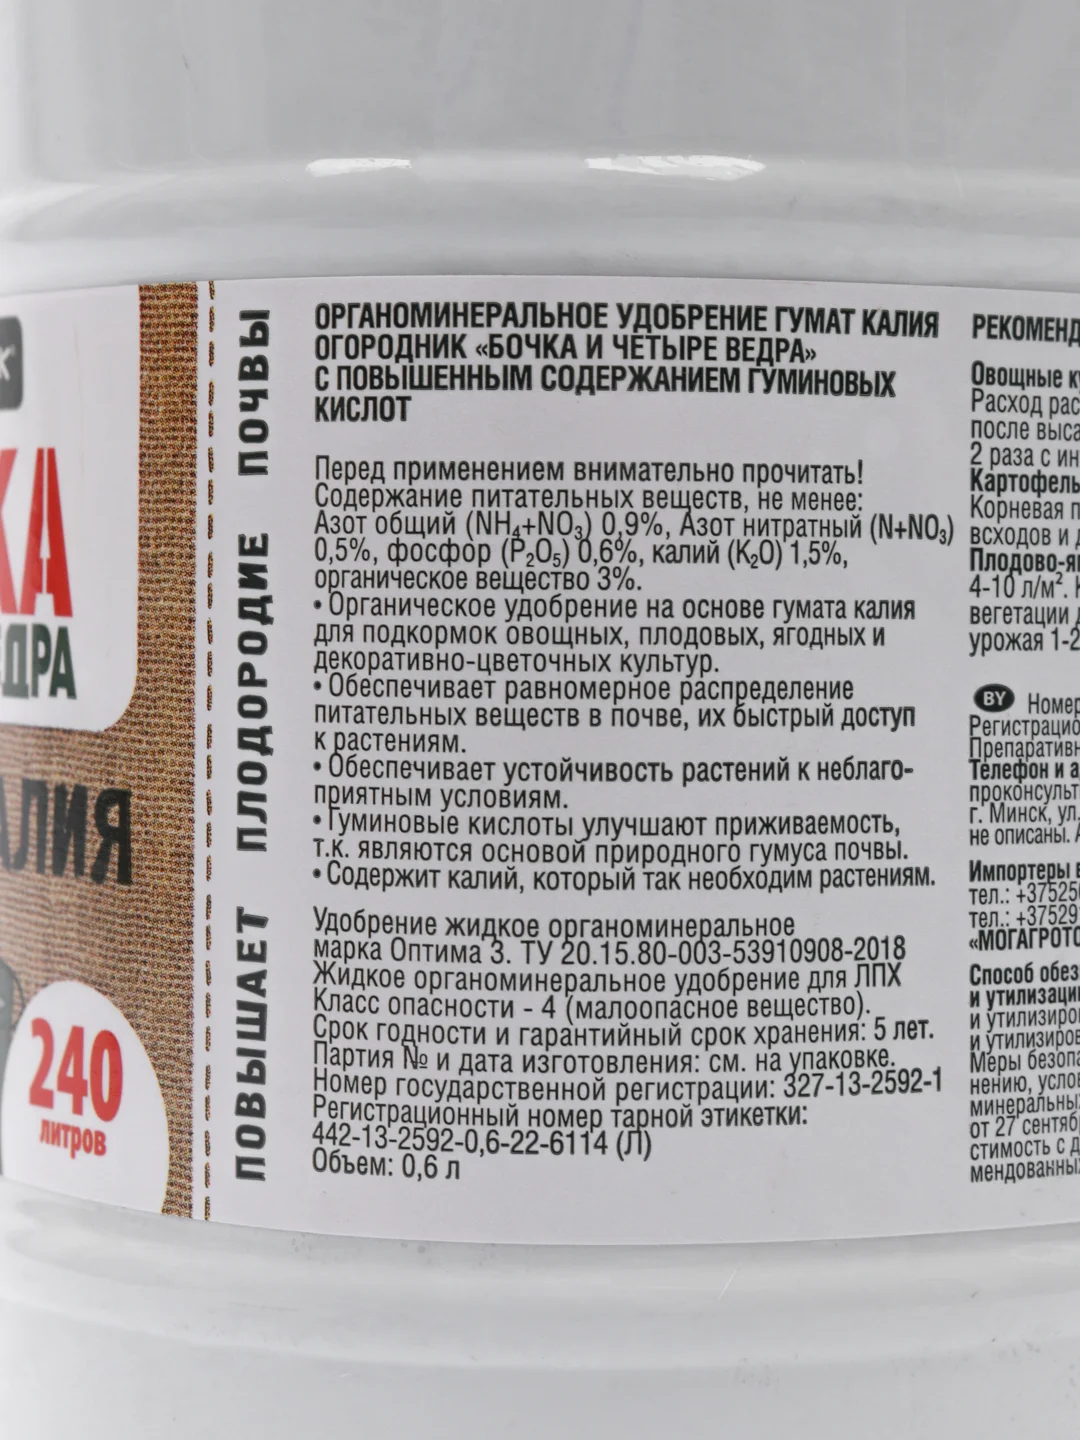 КА
ЕДРА
АЛИЯ
240
литров
ПОВЫШАЕТ ПЛОДОРОДИЕ ПОЧВЫ
ОРГАНОМИНЕРАЛЬНОЕ УДОБРЕНИЕ ГУМАТ КАЛИЯ
ОГОРОДНИК «БОЧКА И ЧЕТЫРЕ ВЕДРА»
С ПОВЫШЕННЫМ СОДЕРЖАНИЕМ ГУМИНОВЫХ
КИСЛОТ
Перед применением внимательно прочитать!
Содержание питательных веществ, не менее:
Азот общий (NH₄+NO₃) 0,9%, Азот нитратный (N+NO₃)
0,5%, фосфор (P₂O₅) 0,6%, калий (K₂O) 1,5%,
органическое вещество 3%.
• Органическое удобрение на основе гумата калия
для подкормок овощных, плодовых, ягодных и
декоративно-цветочных культур.
• Обеспечивает равномерное распределение
питательных веществ в почве, их быстрый доступ
к растениям.
• Обеспечивает устойчивость растений к неблаго-
приятным условиям.
• Гуминовые кислоты улучшают приживаемость,
т.к. являются основой природного гумуса почвы.
• Содержит калий, который так необходим растениям.
Удобрение жидкое органоминеральное
марка Оптима 3. ТУ 20.15.80-003-53910908-2018
Жидкое органоминеральное удобрение для ЛПХ
Класс опасности - 4 (малоопасное вещество).
Срок годности и гарантийный срок хранения: 5 лет.
Партия № и дата изготовления: см. на упаковке.
Номер государственной регистрации: 327-13-2592-1
Регистрационный номер тарной этикетки:
442-13-2592-0,6-22-6114 (Л)
Объем: 0,6 л
РЕКОМЕНД
Овощные ку
Расход рас
после выса
2 раза с ин
Картофель
Корневая п
всходов и д
Плодово-яг
4-10 л/м². К
вегетации д
урожая 1-2
BY Номер
Регистрацио
Препаративн
Телефон и а
проконсульт
г. Минск, ул.
не описаны. А
Импортеры в
тел.: +37525
тел.: +37529
«МОГАГРОТО
Способ обез
и утилизаци
и утилизиро
и утилизиров
Меры безопа
нению, усло
минеральны
от 27 сентяб
стимость с д
мендованны